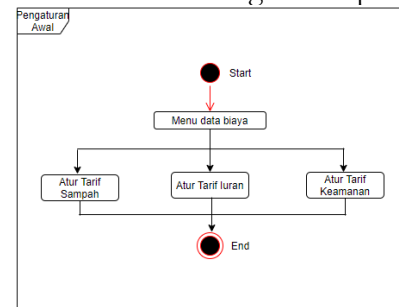 Pengaturan
Awal
Start
Menu data biaya
Atur Tarif
Sampah
Atur Tarif Iuran
Atur Tarif
Keamanan
End